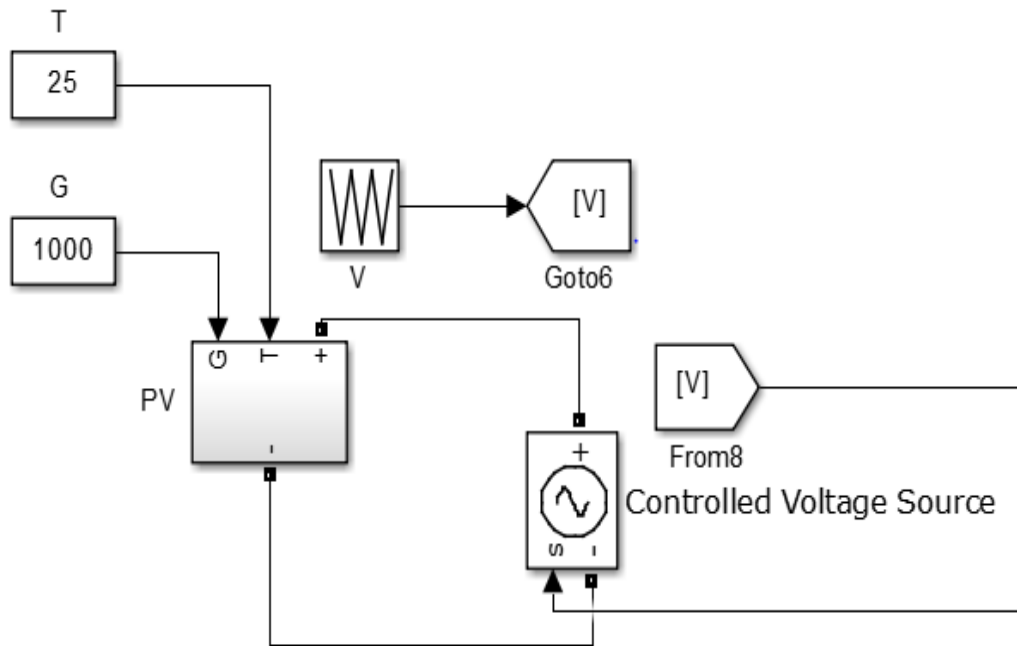 T
25
G
1000
V
[V]
Goto6
G
T
+
-
PV
[V]
From8
+
s
-
Controlled Voltage Source